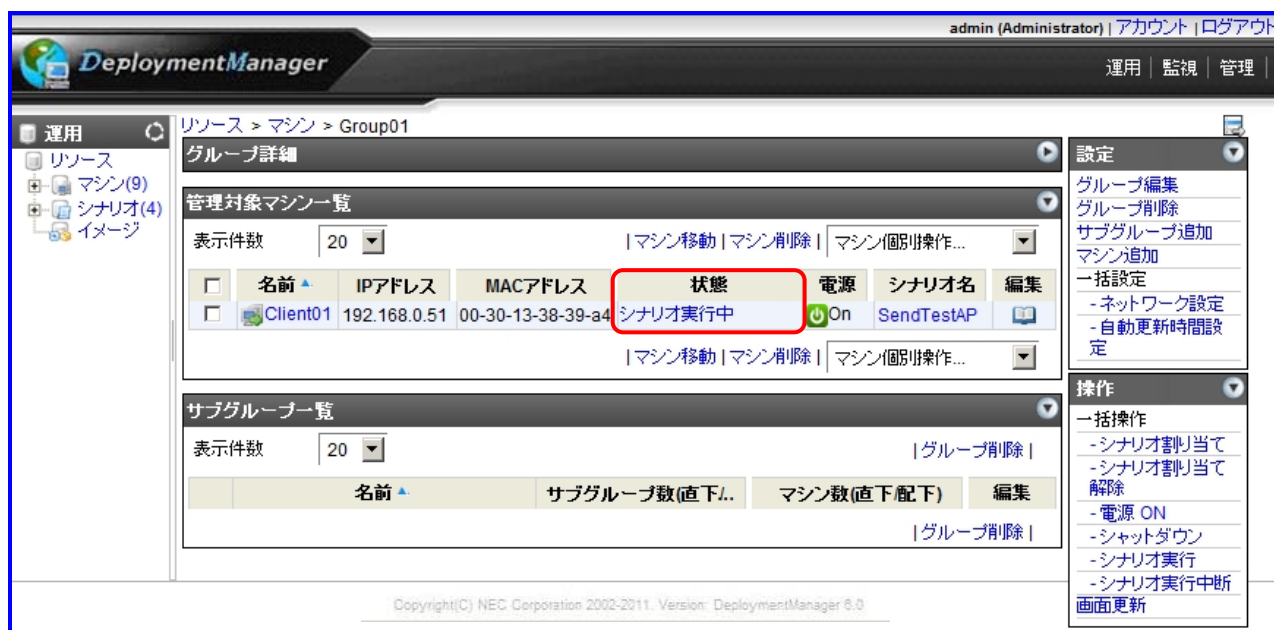 admin (Administrator) | アカウント | ログアウト
DeploymentManager
運用 | 監視 | 管理 |
運用
リソース
マシン(9)
シナリオ(4)
イメージ
リソース > マシン > Group01
グループ詳細
管理対象マシン一覧
表示件数 20 | マシン移動 | マシン削除 | マシン個別操作...
名前 IPアドレス MACアドレス 状態 電源 シナリオ名 編集
Client01 192.168.0.51 00-30-13-38-39-a4 シナリオ実行中 On SendTestAP
| マシン移動 | マシン削除 | マシン個別操作...
サブグループ一覧
表示件数 20 | グループ削除 |
名前 サブグループ数(直下/.. マシン数(直下/配下) 編集
| グループ削除 |
設定
グループ編集
グループ削除
サブグループ追加
マシン追加
一括設定
- ネットワーク設定
- 自動更新時間設
定
操作
一括操作
- シナリオ割り当て
- シナリオ割り当て
解除
- 電源 ON
- シャットダウン
- シナリオ実行
- シナリオ実行中断
画面更新
Copyright(C) NEC Corporation 2002-2011. Version: DeploymentManager 6.0